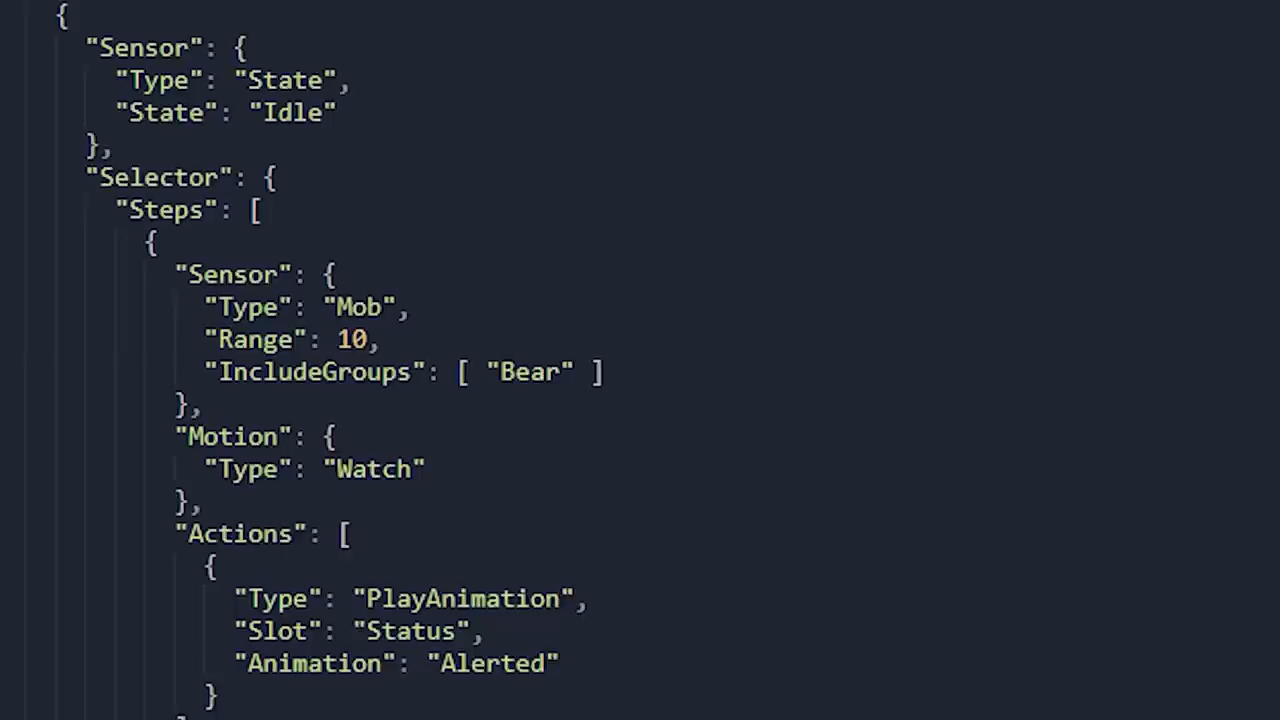 {
"Sensor": {
"Type": "State",
"State": "Idle"
},
"Selector": {
"Steps": [
{
"Sensor": {
"Type": "Mob",
"Range": 10,
"IncludeGroups": [ "Bear" ]
},
"Motion": {
"Type": "Watch"
},
"Actions": [
{
"Type": "PlayAnimation",
"Slot": "Status",
"Animation": "Alerted"
}